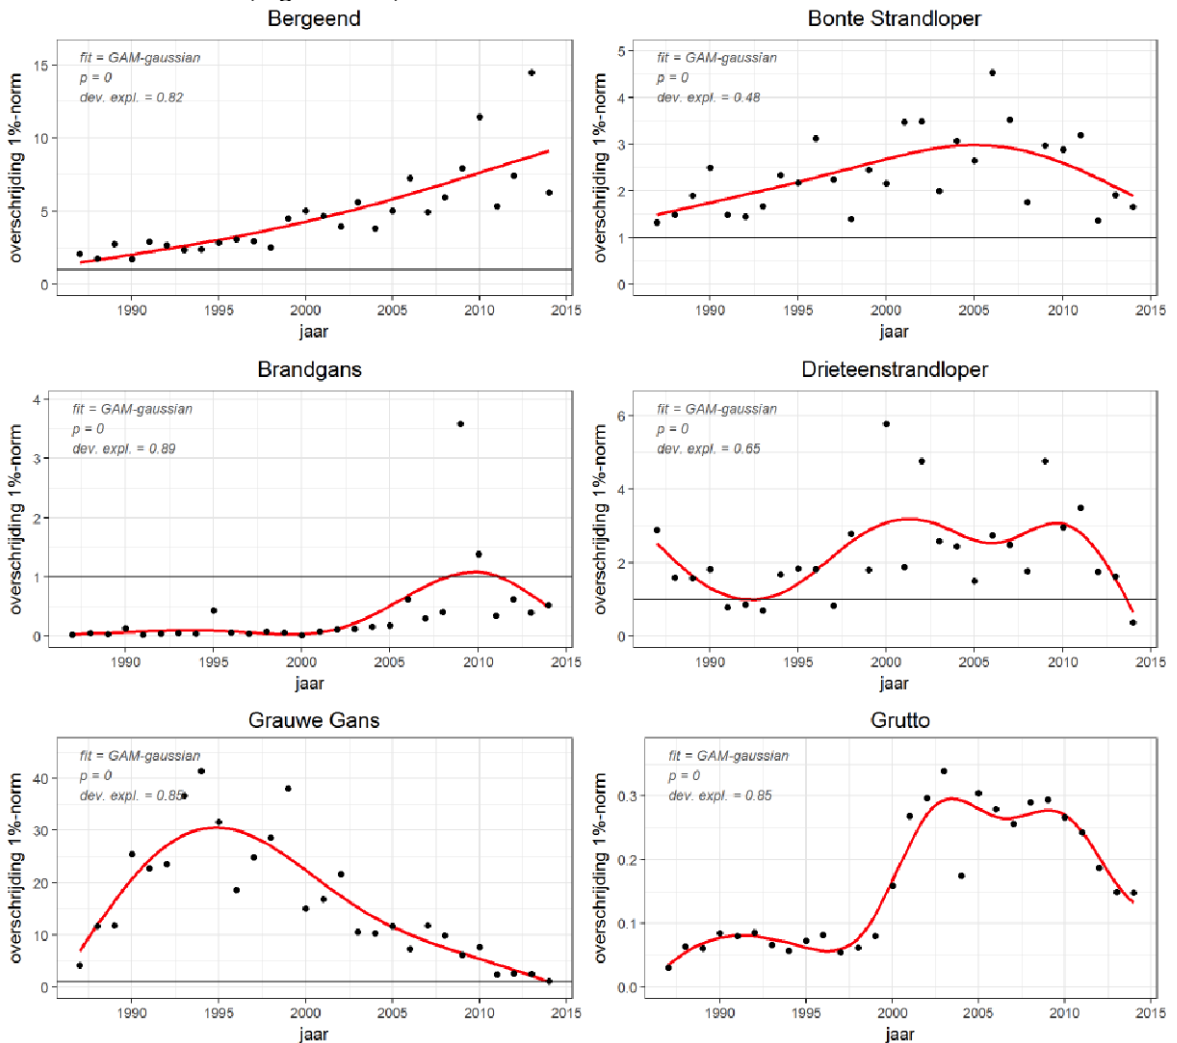 Bergeend
fit = GAM-gaussian
p = 0
dev. expl. = 0.82
overschrijding 1%-norm
15
10
5
0
1990 1995 2000 2005 2010 2015
jaar
Bonte Strandloper
fit = GAM-gaussian
p = 0
dev. expl. = 0.48
overschrijding 1%-norm
5
4
3
2
1
0
1990 1995 2000 2005 2010 2015
jaar
Brandgans
fit = GAM-gaussian
p = 0
dev. expl. = 0.89
overschrijding 1%-norm
4
3
2
1
0
1990 1995 2000 2005 2010 2015
jaar
Drieteenstrandloper
fit = GAM-gaussian
p = 0
dev. expl. = 0.65
overschrijding 1%-norm
6
4
2
0
1990 1995 2000 2005 2010 2015
jaar
Grauwe Gans
fit = GAM-gaussian
p = 0
dev. expl. = 0.85
overschrijding 1%-norm
40
30
20
10
0
1990 1995 2000 2005 2010 2015
jaar
Grutto
fit = GAM-gaussian
p = 0
dev. expl. = 0.85
overschrijding 1%-norm
0.3
0.2
0.1
0.0
1990 1995 2000 2005 2010 2015
jaar